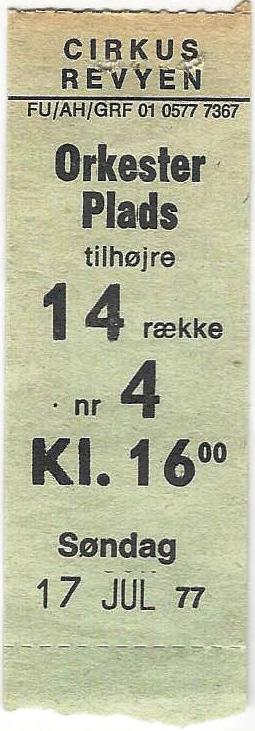 CIRKUS
REVYEN
FU/AH/GRF 01 0577 7367
Orkester
Plads
tilhøjre
14 række
nr 4
Kl. 16⁰⁰
Søndag
17 JUL 77